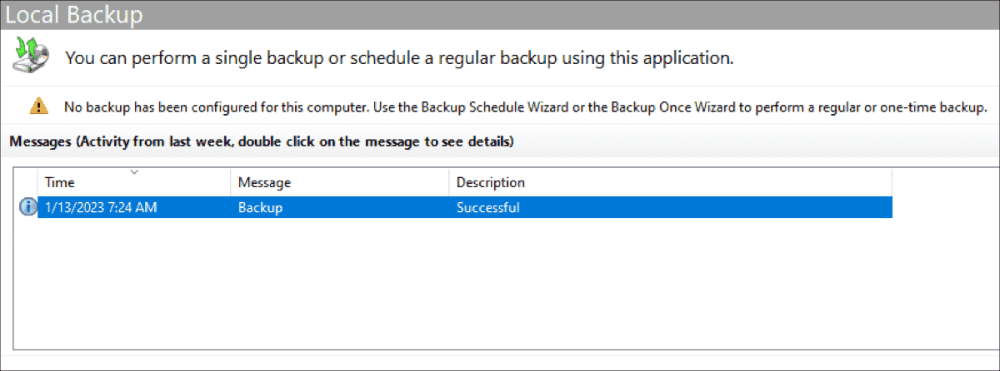 Local Backup
You can perform a single backup or schedule a regular backup using this application.
No backup has been configured for this computer. Use the Backup Schedule Wizard or the Backup Once Wizard to perform a regular or one-time backup.
Messages (Activity from last week, double click on the message to see details)
Time Message Description
1/13/2023 7:24 AM Backup Successful